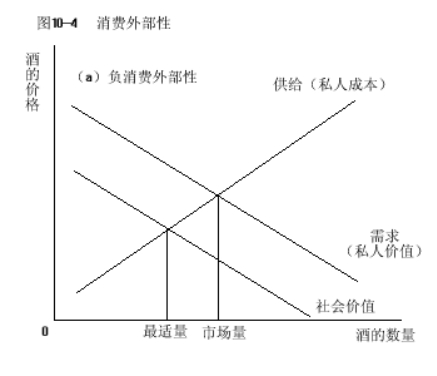 图10-4 消费外部性
酒的价格
（a）负消费外部性
供给（私人成本）
需求
（私人价值）
社会价值
0
最适量
市场量
酒的数量